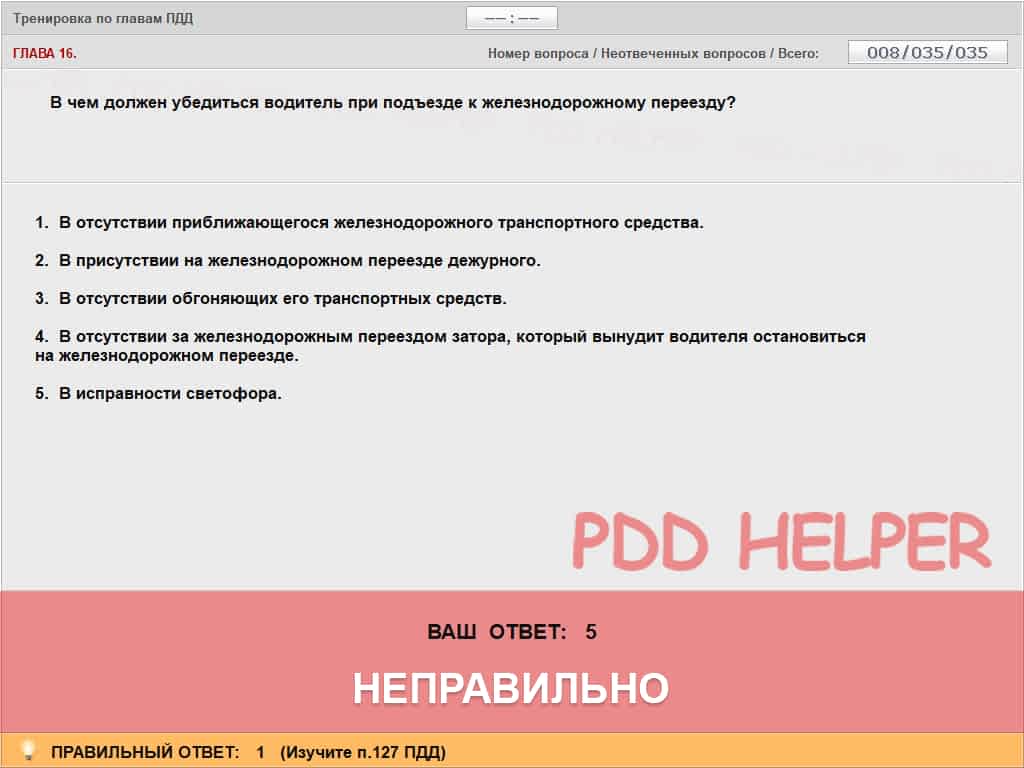 Тренировка по главам ПДД
–– : ––
ГЛАВА 16.
Номер вопроса / Неотвеченных вопросов / Всего:
008/035/035
В чем должен убедиться водитель при подъезде к железнодорожному переезду?
1. В отсутствии приближающегося железнодорожного транспортного средства.
2. В присутствии на железнодорожном переезде дежурного.
3. В отсутствии обгоняющих его транспортных средств.
4. В отсутствии за железнодорожным переездом затора, который вынудит водителя остановиться
на железнодорожном переезде.
5. В исправности светофора.
PDD HELPER
ВАШ ОТВЕТ: 5
НЕПРАВИЛЬНО
ПРАВИЛЬНЫЙ ОТВЕТ: 1 (Изучите п.127 ПДД)